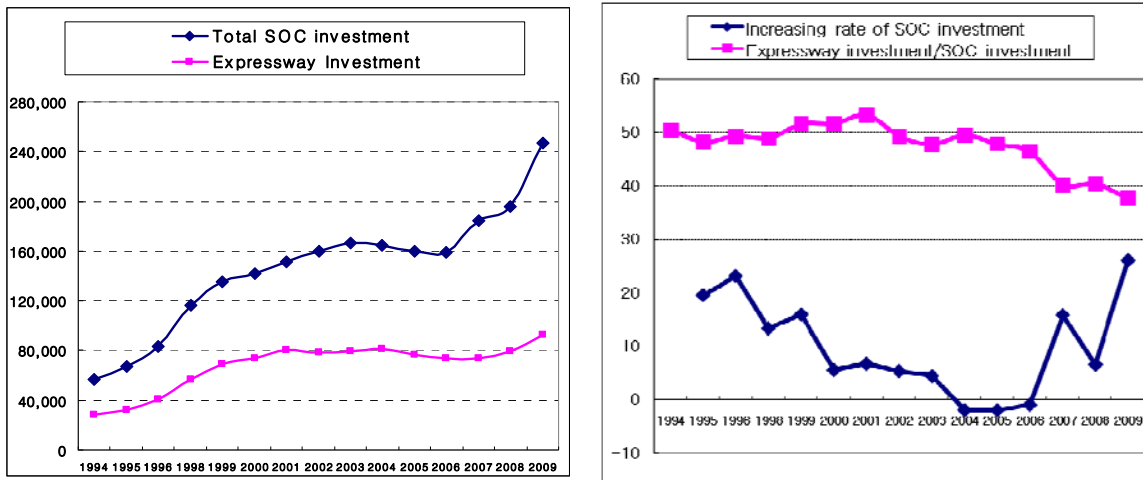 Total SOC investment
Expressway Investment
280,000
240,000
200,000
160,000
120,000
80,000
40,000
0
1994 1995 1996 1998 1999 2000 2001 2002 2003 2004 2005 2006 2007 2008 2009
Increasing rate of SOC investment
Expressway investment/SOC investment
60
50
40
30
20
10
0
-10
1994 1995 1996 1998 1999 2000 2001 2002 2003 2004 2005 2006 2007 2008 2009